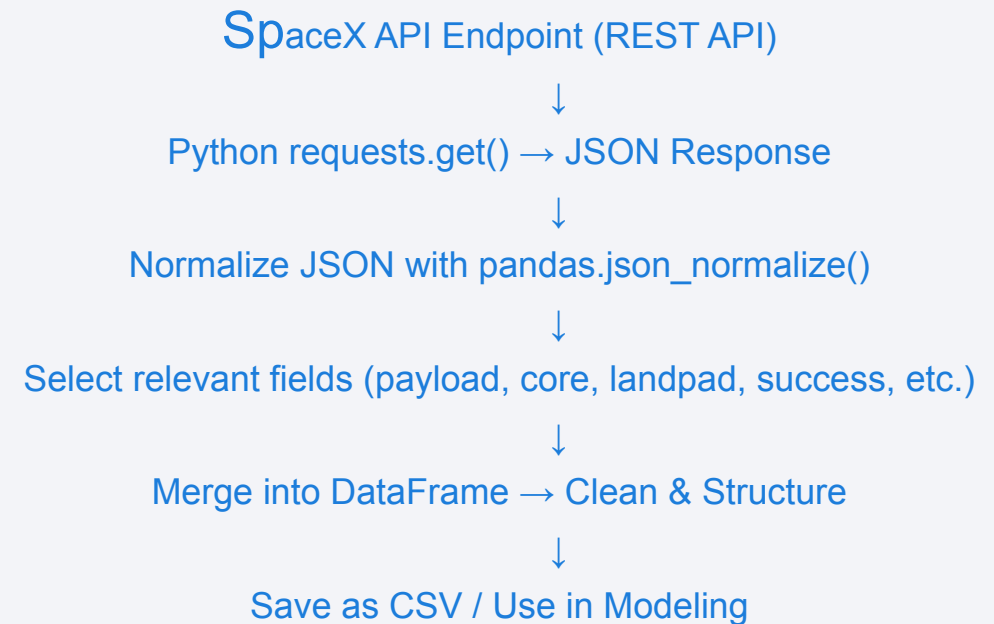 SpaceX API Endpoint (REST API)
↓
Python requests.get() → JSON Response
↓
Normalize JSON with pandas.json_normalize()
↓
Select relevant fields (payload, core, landpad, success, etc.)
↓
Merge into DataFrame → Clean & Structure
↓
Save as CSV / Use in Modeling